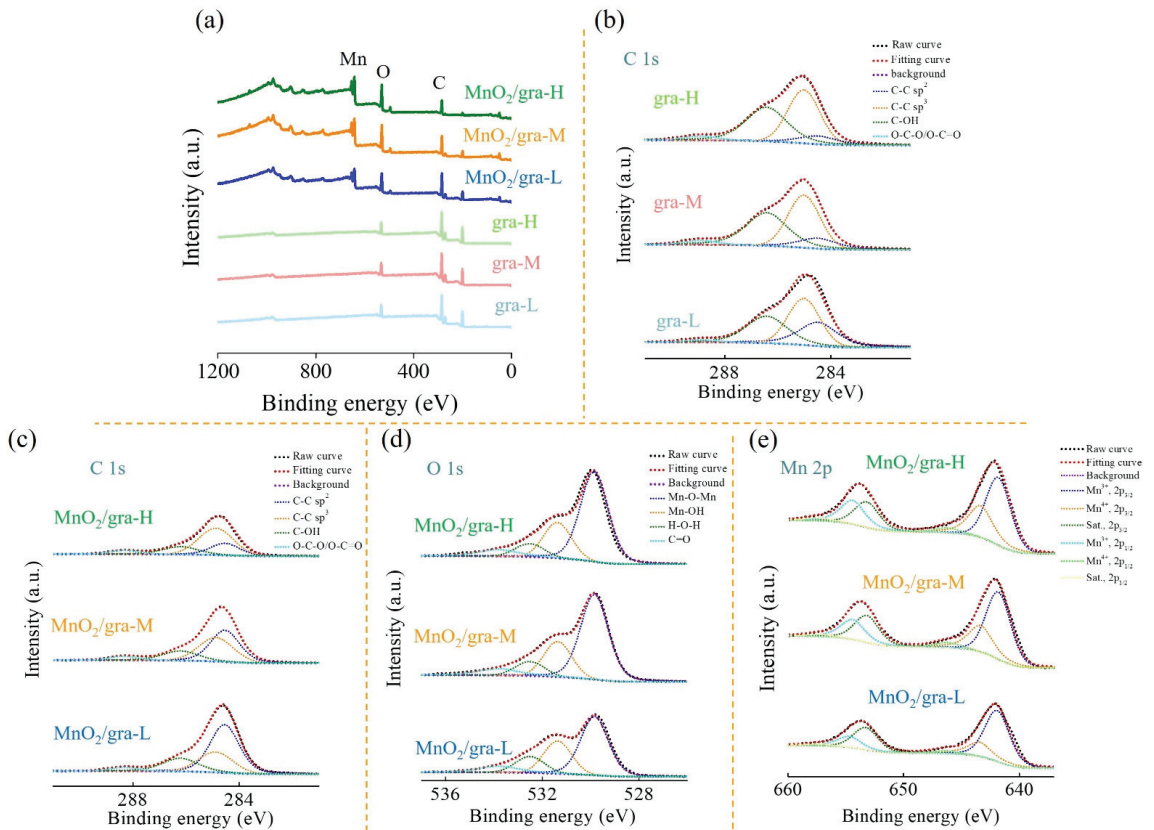 (a)
Mn
O
C
MnO2/gra-H
MnO2/gra-M
MnO2/gra-L
gra-H
gra-M
gra-L
Intensity (a.u.)
1200 800 400 0
Binding energy (eV)
(b)
C 1s
Raw curve
Fitting curve
background
C-C sp²
C-C sp³
C-OH
O-C-O/O-C=O
gra-H
gra-M
gra-L
Intensity (a.u.)
288 284
Binding energy (eV)
(c)
C 1s
Raw curve
Fitting curve
Background
C-C sp²
C-C sp³
C-OH
O-C-O/O-C=O
MnO2/gra-H
MnO2/gra-M
MnO2/gra-L
Intensity (a.u.)
288 284
Binding energy (eV)
(d)
O 1s
Raw curve
Fitting curve
Background
Mn-O-Mn
Mn-OH
H-O-H
C=O
MnO2/gra-H
MnO2/gra-M
MnO2/gra-L
Intensity (a.u.)
536 532 528
Binding energy (eV)
(e)
Mn 2p
Raw curve
Fitting curve
Background
Mn³⁺, 2p3/2
Mn⁴⁺, 2p3/2
Sat., 2p3/2
Mn³⁺, 2p1/2
Mn⁴⁺, 2p1/2
Sat., 2p1/2
MnO2/gra-H
MnO2/gra-M
MnO2/gra-L
Intensity (a.u.)
660 650 640
Binding energy (eV)